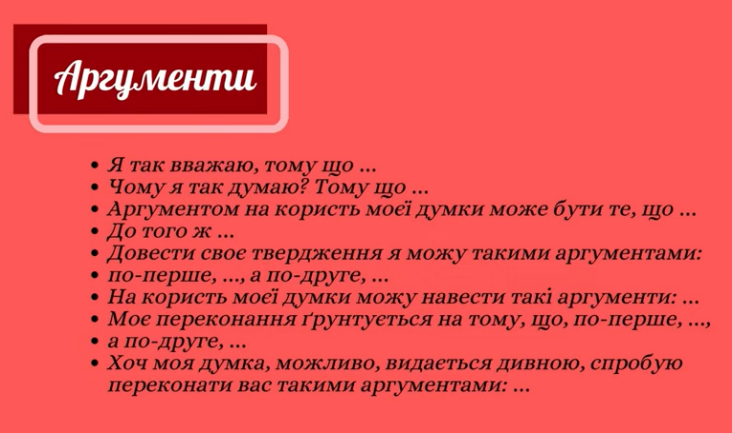 Аргументи
• Я так вважаю, тому що ...
• Чому я так думаю? Тому що ...
• Аргументом на користь моєї думки може бути те, що ...
• До того ж ...
• Довести своє твердження я можу такими аргументами:
• по-перше, ..., а по-друге, ...
• На користь моєї думки можу навести такі аргументи: ...
• Моє переконання ґрунтується на тому, що, по-перше, ...,
• а по-друге, ...
• Хоч моя думка, можливо, видається дивною, спробую
переконати вас такими аргументами: ...